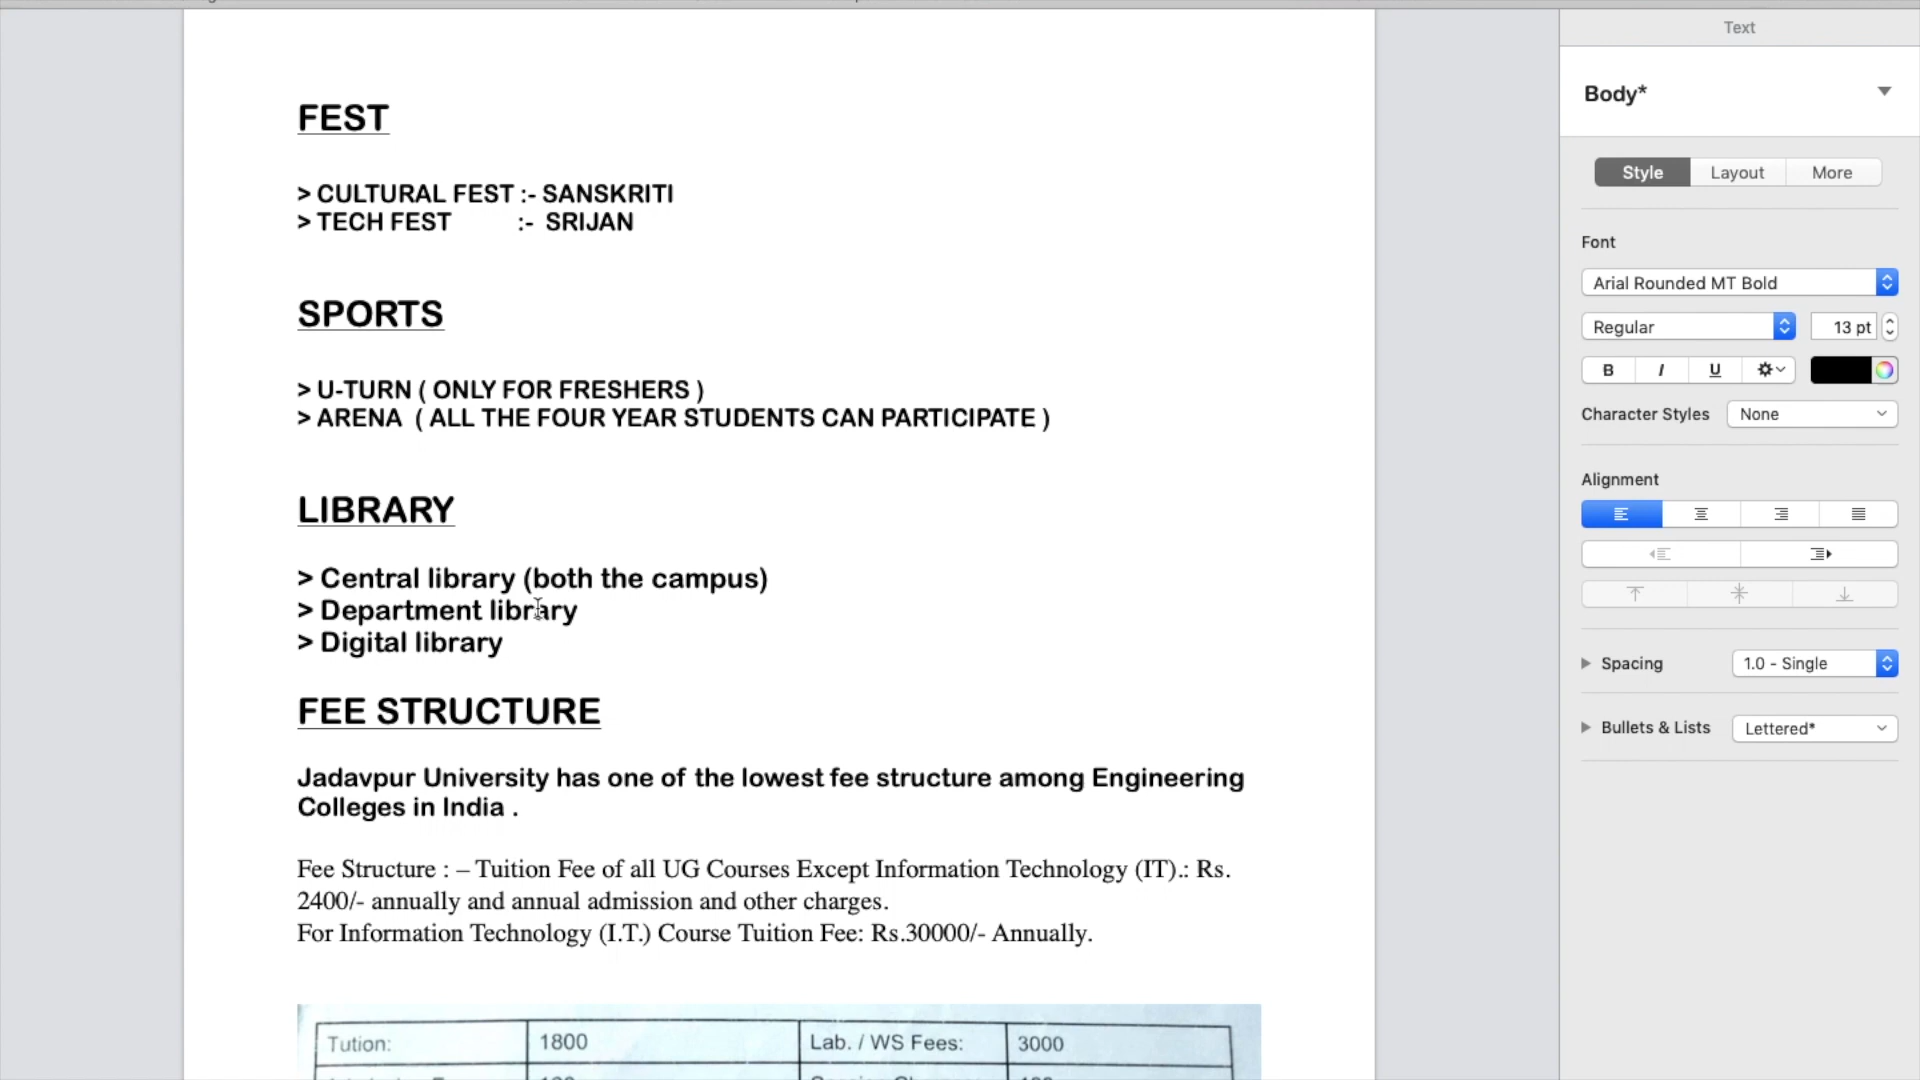 FEST
> CULTURAL FEST :- SANSKRITI
> TECH FEST :- SRIJAN
SPORTS
> U-TURN ( ONLY FOR FRESHERS )
> ARENA ( ALL THE FOUR YEAR STUDENTS CAN PARTICIPATE )
LIBRARY
> Central library (both the campus)
> Department library
> Digital library
FEE STRUCTURE
Jadavpur University has one of the lowest fee structure among Engineering
Colleges in India .
Fee Structure : – Tuition Fee of all UG Courses Except Information Technology (IT).: Rs.
2400/- annually and annual admission and other charges.
For Information Technology (I.T.) Course Tuition Fee: Rs.30000/- Annually.
Tution: 1800 Lab. / WS Fees: 3000
Text
Body*
Style Layout More
Font
Arial Rounded MT Bold
Regular 13 pt
B I U
Character Styles None
Alignment
Spacing 1.0 - Single
Bullets & Lists Lettered*